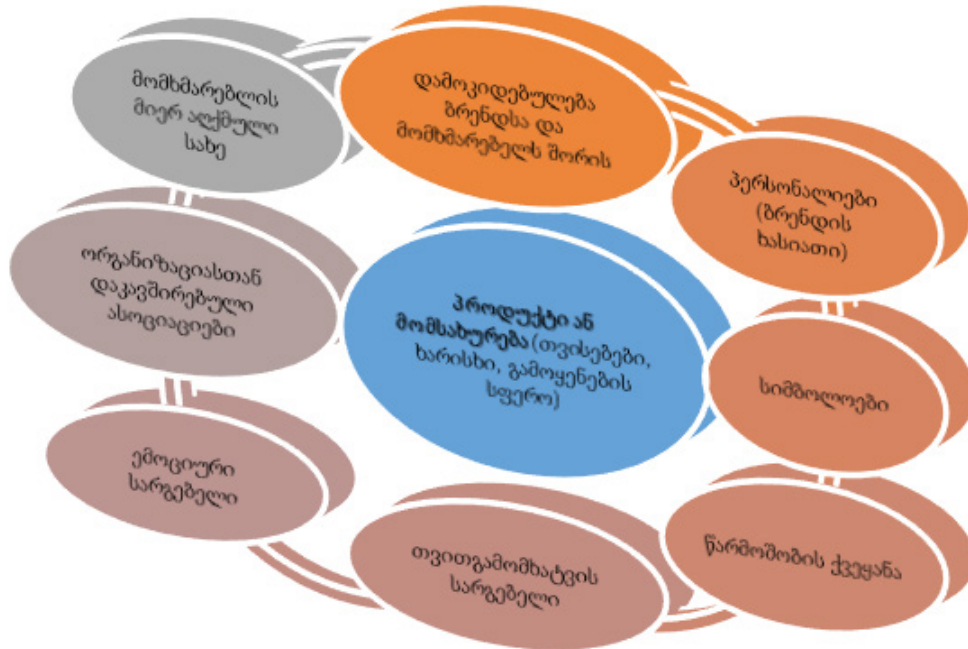 მომხმარებლის
მიერ აღქმული
სახე
დამოკიდებულება
ბრენდსა და
მომხმარებელს შორის
პერსონალიები
(ბრენდის
ხასიათი)
ორგანიზაციასთან
დაკავშირებული
ასოციაციები
პროდუქტი ან
მომსახურება (თვისებები,
ხარისხი, გამოყენების
სფერო)
სიმბოლოები
ემოციური
სარგებელი
თვითგამომხატვის
სარგებელი
წარმოშობის ქვეყანა